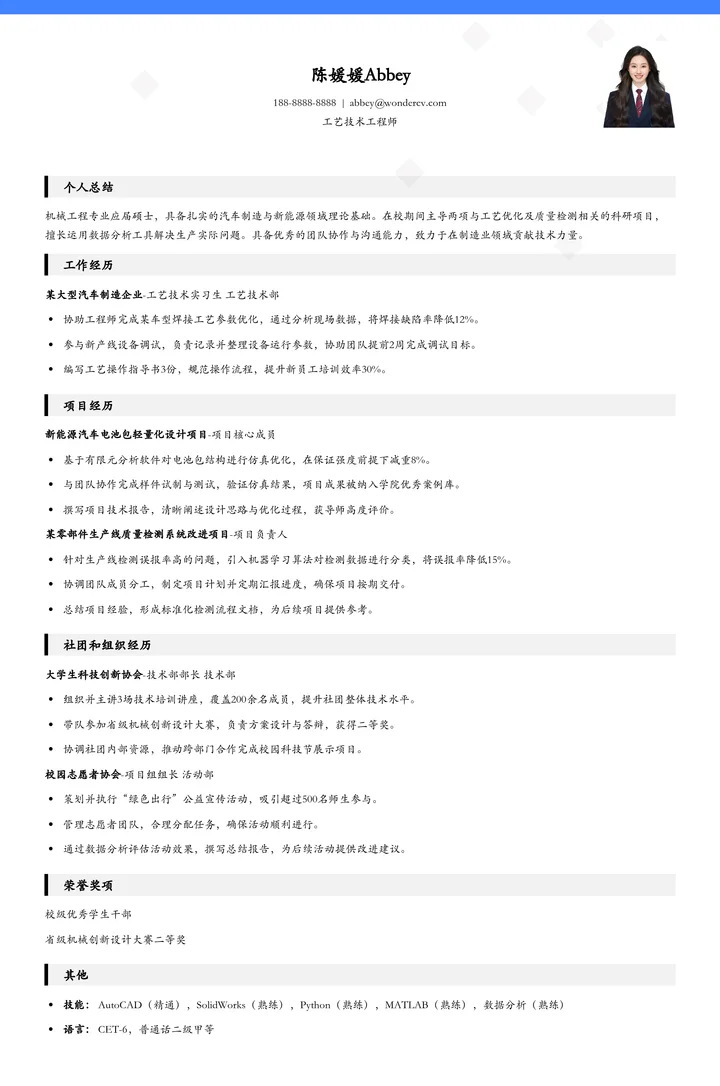 陈媛媛Abbey
188-8888-8888 | abbey@wondercv.com
工艺技术工程师
个人总结
机械工程专业应届硕士，具备扎实的汽车制造与新能源领域理论基础。在校期间主导两项与工艺优化及质量检测相关的科研项目，
擅长运用数据分析工具解决生产实际问题。具备优秀的团队协作与沟通能力，致力于在制造业领域贡献技术力量。
工作经历
某大型汽车制造企业-工艺技术实习生 工艺技术部
• 协助工程师完成某车型焊接工艺参数优化，通过分析现场数据，将焊接缺陷率降低12%。
• 参与新产线设备调试，负责记录并整理设备运行参数，协助团队提前2周完成调试目标。
• 编写工艺操作指导书3份，规范操作流程，提升新员工培训效率30%。
项目经历
新能源汽车电池包轻量化设计项目-项目核心成员
• 基于有限元分析软件对电池包结构进行仿真优化，在保证强度前提下减重8%。
• 与团队协作完成样件试制与测试，验证仿真结果，项目成果被纳入学院优秀案例库。
• 撰写项目技术报告，清晰阐述设计思路与优化过程，获导师高度评价。
某零部件生产线质量检测系统改进项目-项目负责人
• 针对生产线检测误报率高的问题，引入机器学习算法对检测数据进行分类，将误报率降低15%。
• 协调团队成员分工，制定项目计划并定期汇报进度，确保项目按期交付。
• 总结项目经验，形成标准化检测流程文档，为后续项目提供参考。
社团和组织经历
大学生科技创新协会-技术部部长 技术部
• 组织并主讲3场技术培训讲座，覆盖200余名成员，提升社团整体技术水平。
• 带队参加省级机械创新设计大赛，负责方案设计与答辩，获得二等奖。
• 协调社团内部资源，推动跨部门合作完成校园科技节展示项目。
校园志愿者协会-项目组组长 活动部
• 策划并执行“绿色出行”公益宣传活动，吸引超过500名师生参与。
• 管理志愿者团队，合理分配任务，确保活动顺利进行。
• 通过数据分析评估活动效果，撰写总结报告，为后续活动提供改进建议。
荣誉奖项
校级优秀学生干部
省级机械创新设计大赛二等奖
其他
• 技能： AutoCAD（精通）, SolidWorks（熟练）, Python（熟练）, MATLAB（熟练）, 数据分析（熟练）
• 语言： CET-6，普通话二级甲等